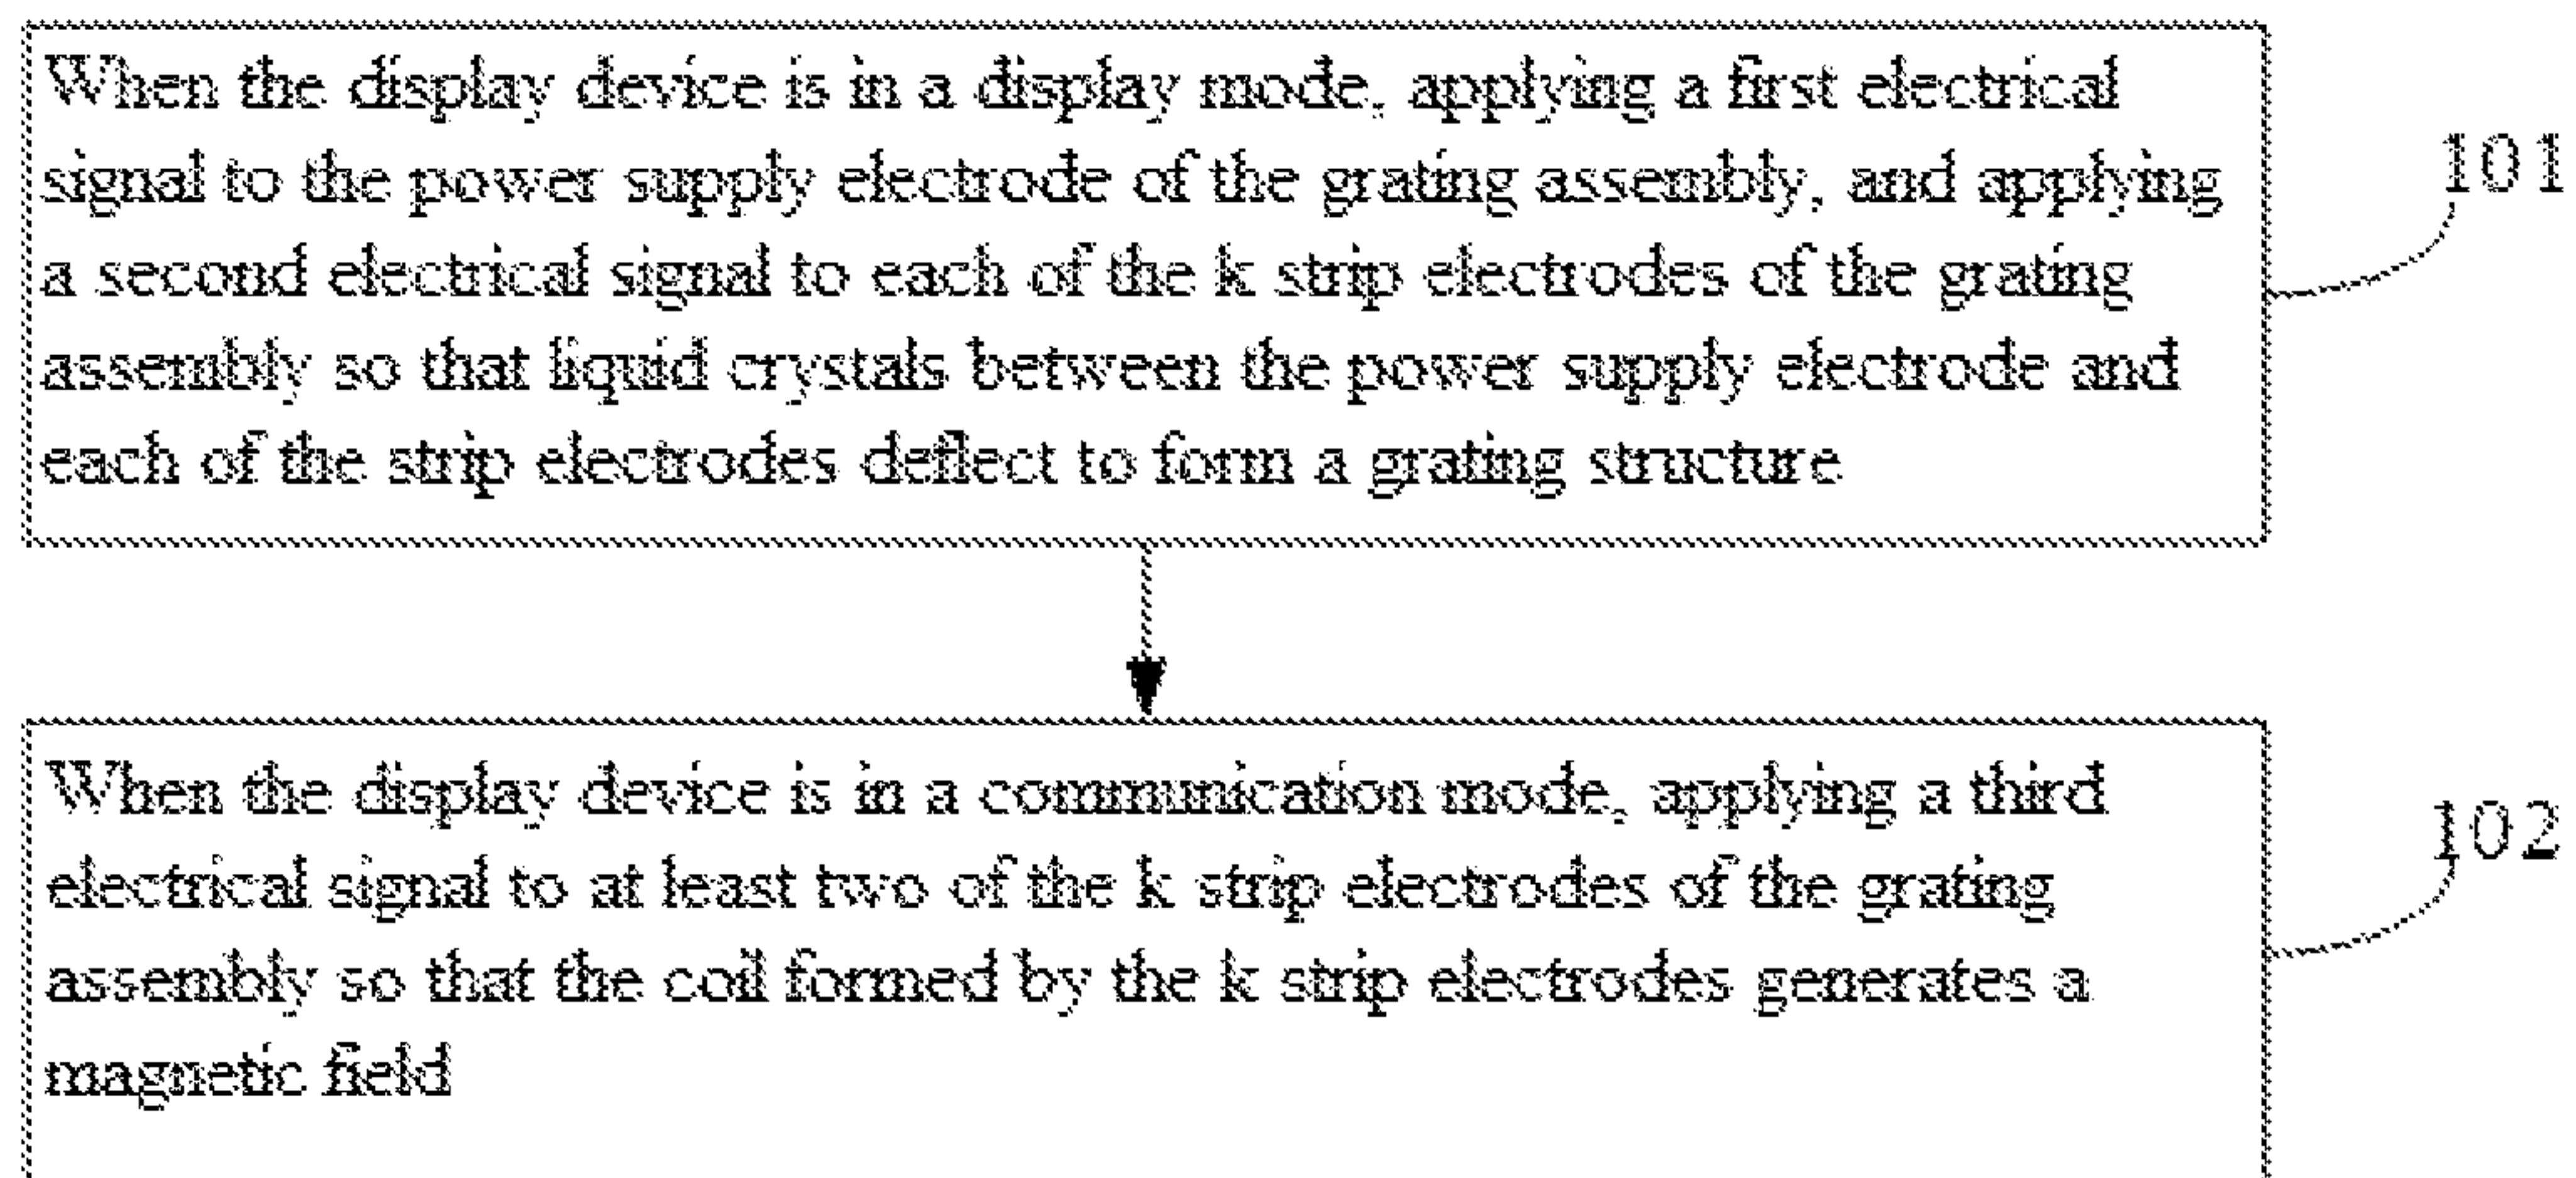 When the display device is in a display mode, applying a first electrical
signal to the power supply electrode of the grating assembly, and applying
a second electrical signal to each of the k strip electrodes of the grating
assembly so that liquid crystals between the power supply electrode and
each of the strip electrodes deflect to form a grating structure
101
When the display device is in a communication mode, applying a third
electrical signal to at least two of the k strip electrodes of the grating
assembly so that the coil formed by the k strip electrodes generates a
magnetic field
102